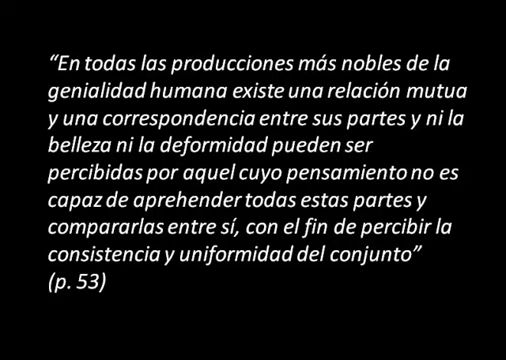 “En todas las producciones más nobles de la
genialidad humana existe una relación mutua
y una correspondencia entre sus partes y ni la
belleza ni la deformidad pueden ser
percibidas por aquel cuyo pensamiento no es
capaz de aprehender todas estas partes y
compararlas entre sí, con el fin de percibir la
consistencia y uniformidad del conjunto”
(p. 53)